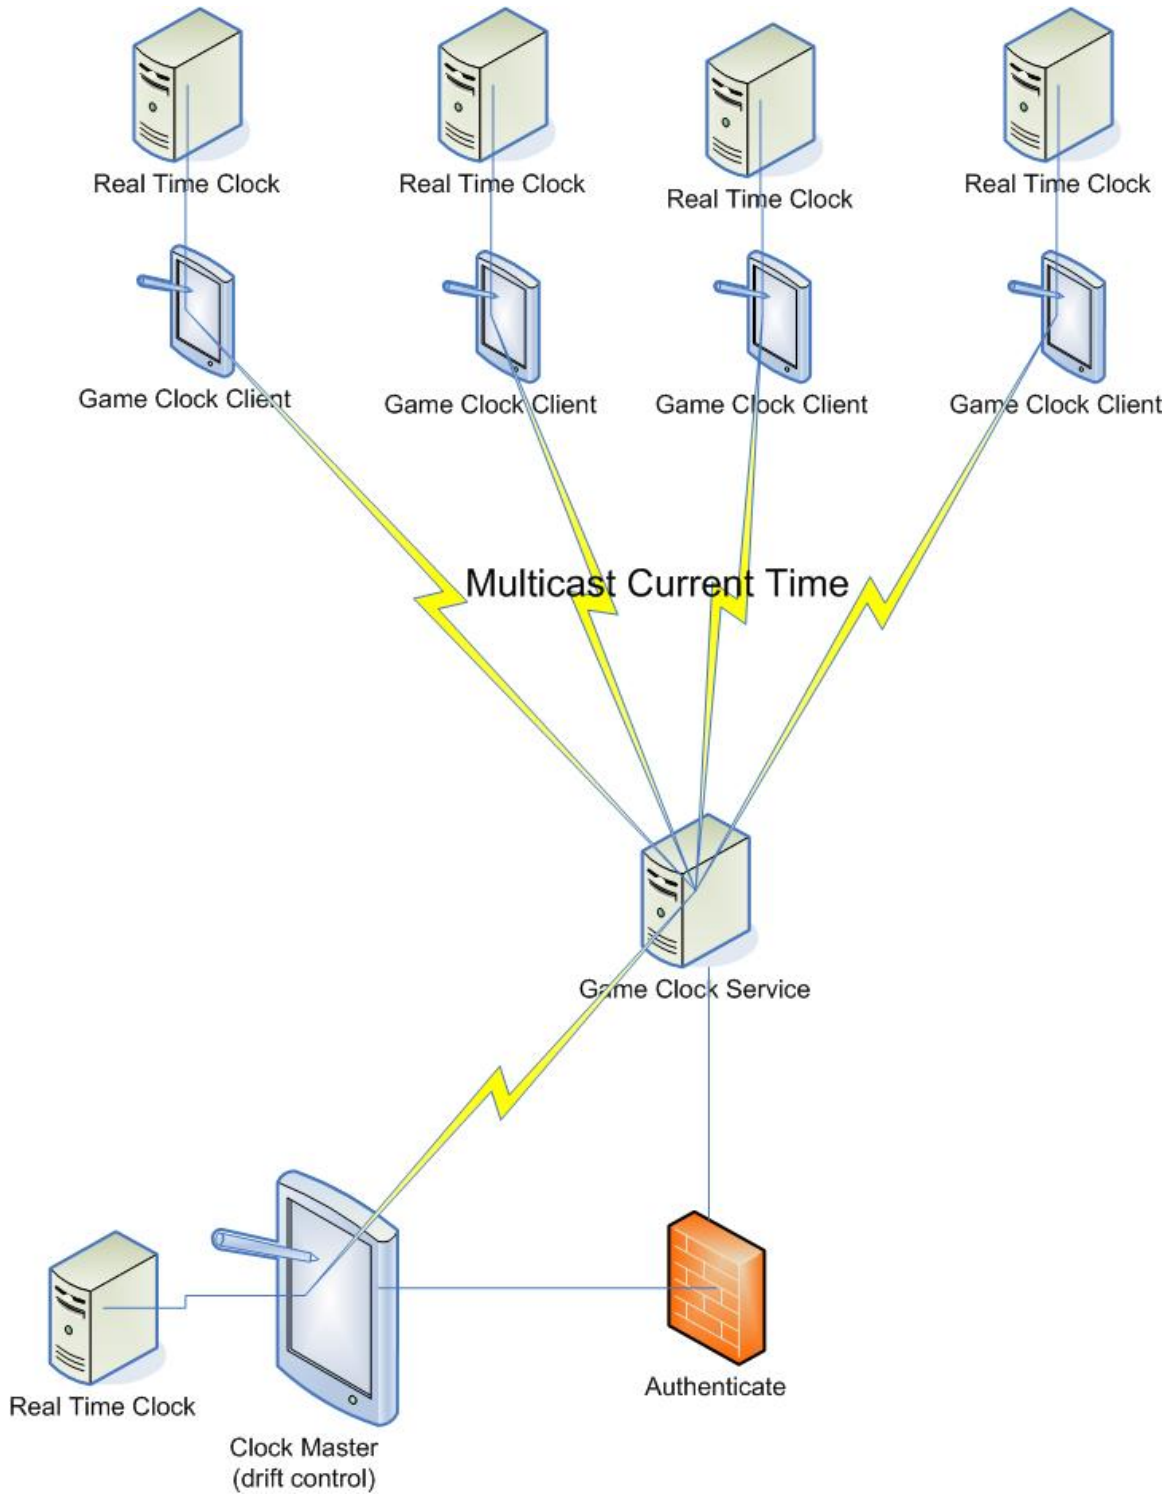 Real Time Clock
Real Time Clock
Real Time Clock
Real Time Clock
Game Clock Client
Game Clock Client
Game Clock Client
Game Clock Client
Multicast Current Time
Game Clock Service
Authenticate
Real Time Clock
Clock Master
(drift control)